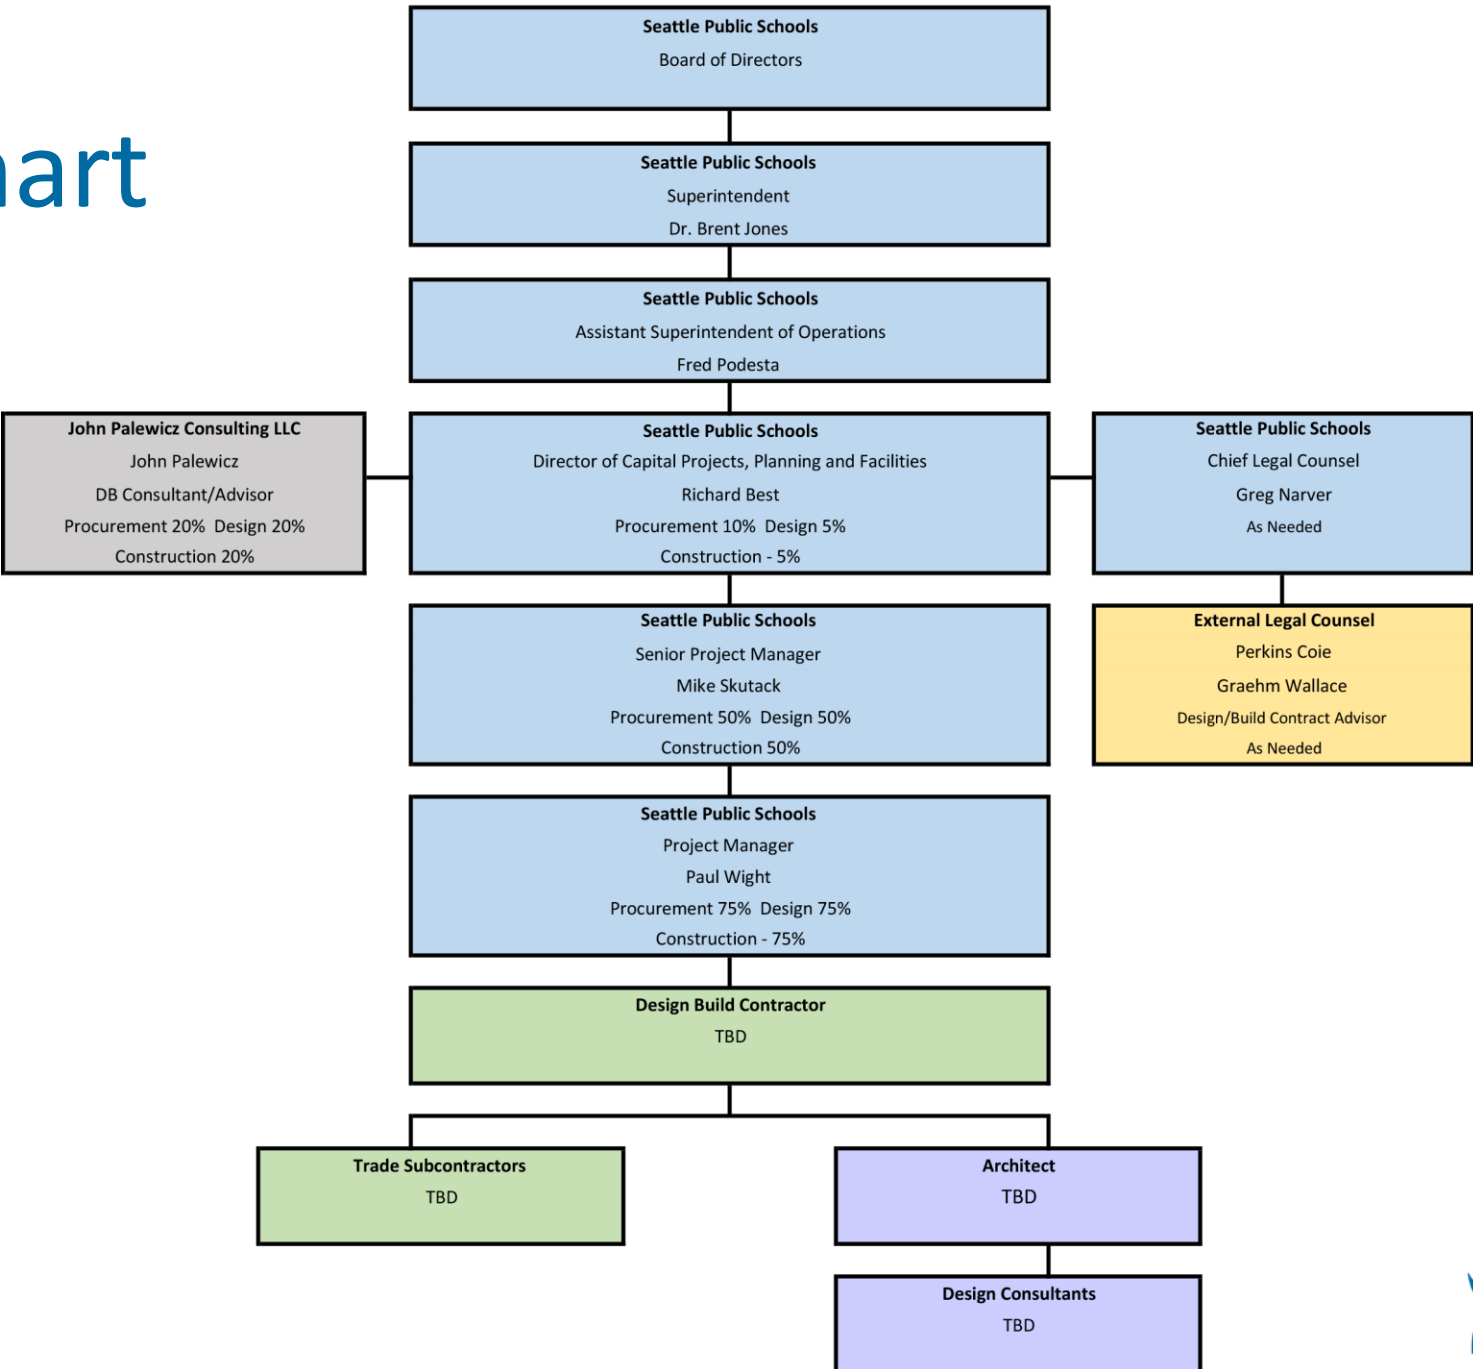 Seattle Public Schools
Board of Directors
Seattle Public Schools
Superintendent
Dr. Brent Jones
Seattle Public Schools
Assistant Superintendent of Operations
Fred Podesta
John Palewicz Consulting LLC
John Palewicz
DB Consultant/Advisor
Procurement 20%  Design 20%
Construction 20%
Seattle Public Schools
Director of Capital Projects, Planning and Facilities
Richard Best
Procurement 10%  Design 5%
Construction - 5%
Seattle Public Schools
Chief Legal Counsel
Greg Narver
As Needed
Seattle Public Schools
Senior Project Manager
Mike Skutack
Procurement 50%  Design 50%
Construction 50%
External Legal Counsel
Perkins Coie
Graehm Wallace
Design/Build Contract Advisor
As Needed
Seattle Public Schools
Project Manager
Paul Wight
Procurement 75%  Design 75%
Construction - 75%
Design Build Contractor
TBD
Trade Subcontractors
TBD
Architect
TBD
Design Consultants
TBD